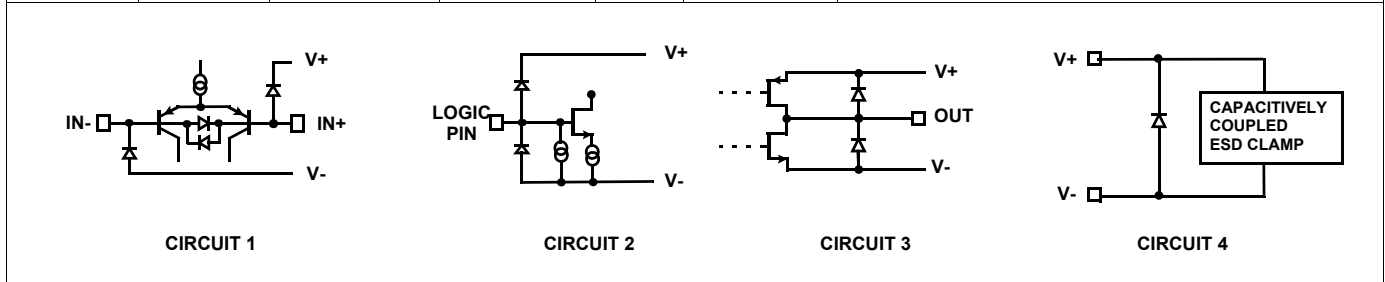 V+
IN-
IN+
V-
CIRCUIT 1
V+
LOGIC
PIN
V-
CIRCUIT 2
V+
OUT
V-
CIRCUIT 3
V+
CAPACITIVELY
COUPLED
ESD CLAMP
V-
CIRCUIT 4